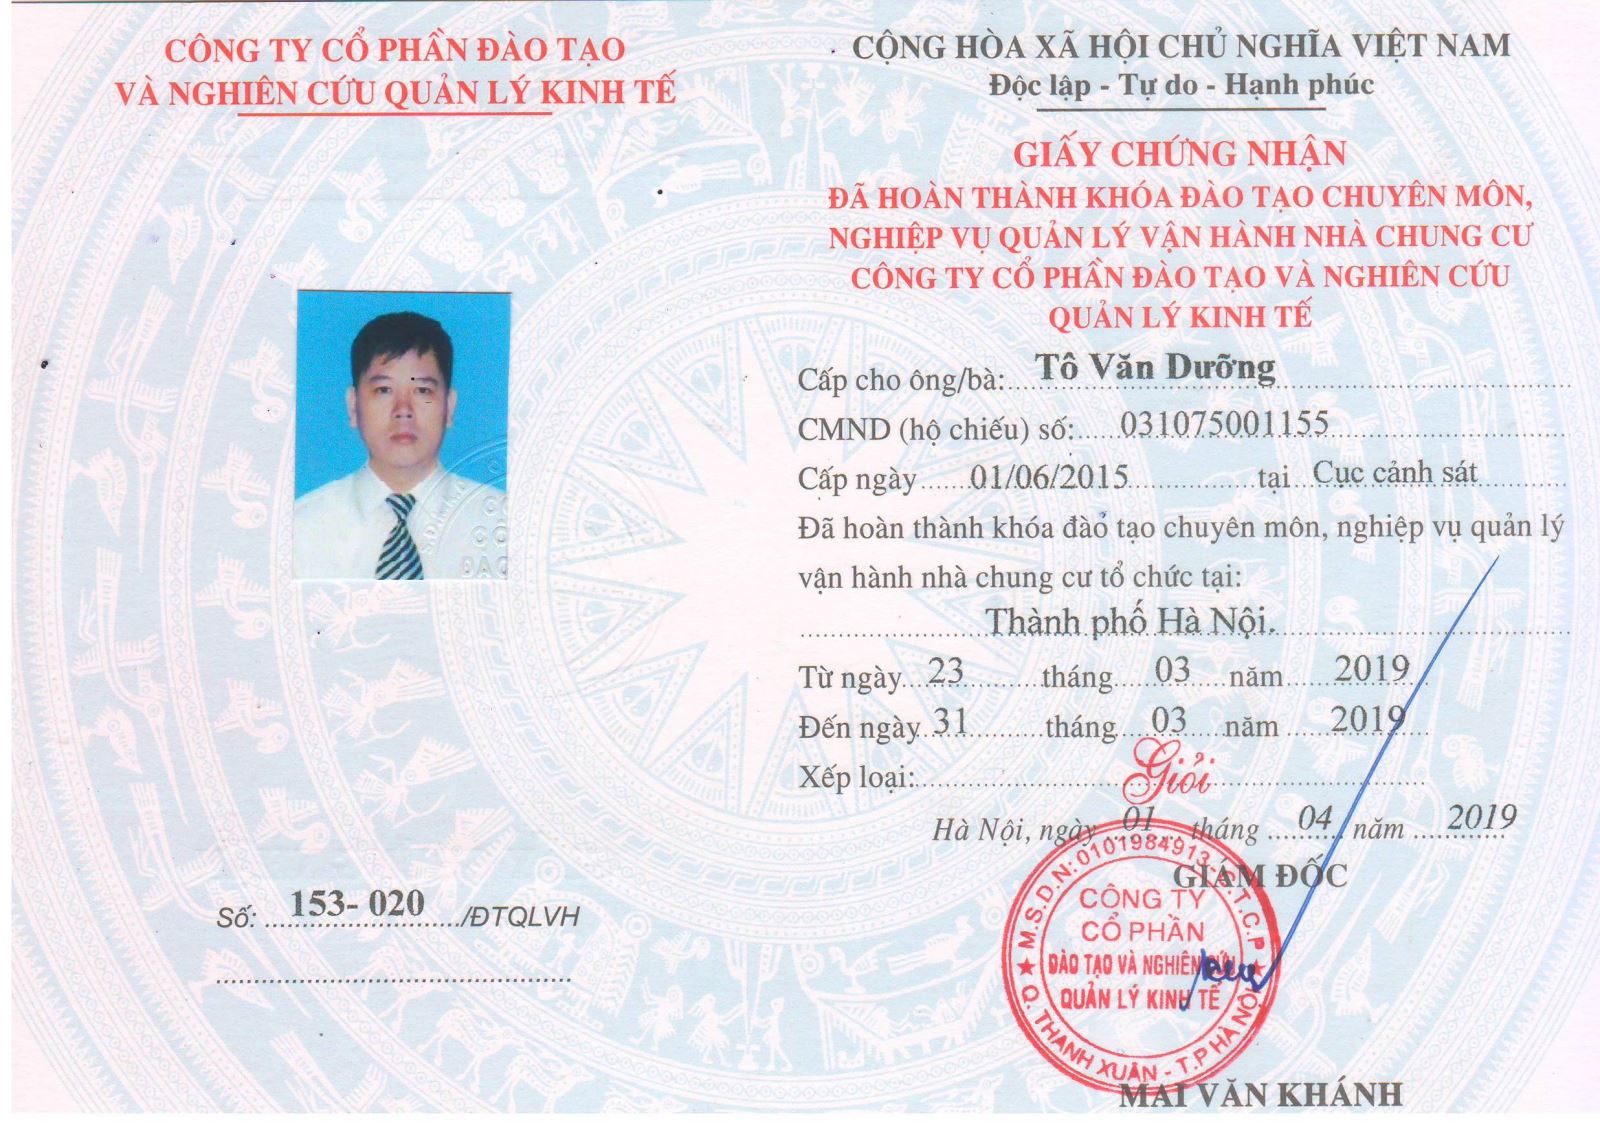 CÔNG TY CỔ PHẦN ĐÀO TẠO
VÀ NGHIÊN CỨU QUẢN LÝ KINH TẾ
Số: 153- 020 /ĐTQLVH
CỘNG HÒA XÃ HỘI CHỦ NGHĨA VIỆT NAM
Độc lập - Tự do - Hạnh phúc
GIẤY CHỨNG NHẬN
ĐÃ HOÀN THÀNH KHÓA ĐÀO TẠO CHUYÊN MÔN,
NGHIỆP VỤ QUẢN LÝ VẬN HÀNH NHÀ CHUNG CƯ
CÔNG TY CỔ PHẦN ĐÀO TẠO VÀ NGHIÊN CỨU
QUẢN LÝ KINH TẾ
Cấp cho ông/bà: Tô Văn Dưỡng
CMND (hộ chiếu) số: 031075001155
Cấp ngày 01/06/2015 tại Cục cảnh sát
Đã hoàn thành khóa đào tạo chuyên môn, nghiệp vụ quản lý
vận hành nhà chung cư tổ chức tại:
Thành phố Hà Nội.
Từ ngày 23 tháng 03 năm 2019
Đến ngày 31 tháng 03 năm 2019
Xếp loại: Giỏi
Hà Nội, ngày 01 tháng 04 năm 2019
GIÁM ĐỐC
M.S.D.N: 0101984913-C.T.C.P
CÔNG TY
CỔ PHẦN
ĐÀO TẠO VÀ NGHIÊN CỨU
QUẢN LÝ KINH TẾ
Q. THANH XUÂN - T.P HÀ NỘI
MAI VĂN KHÁNH